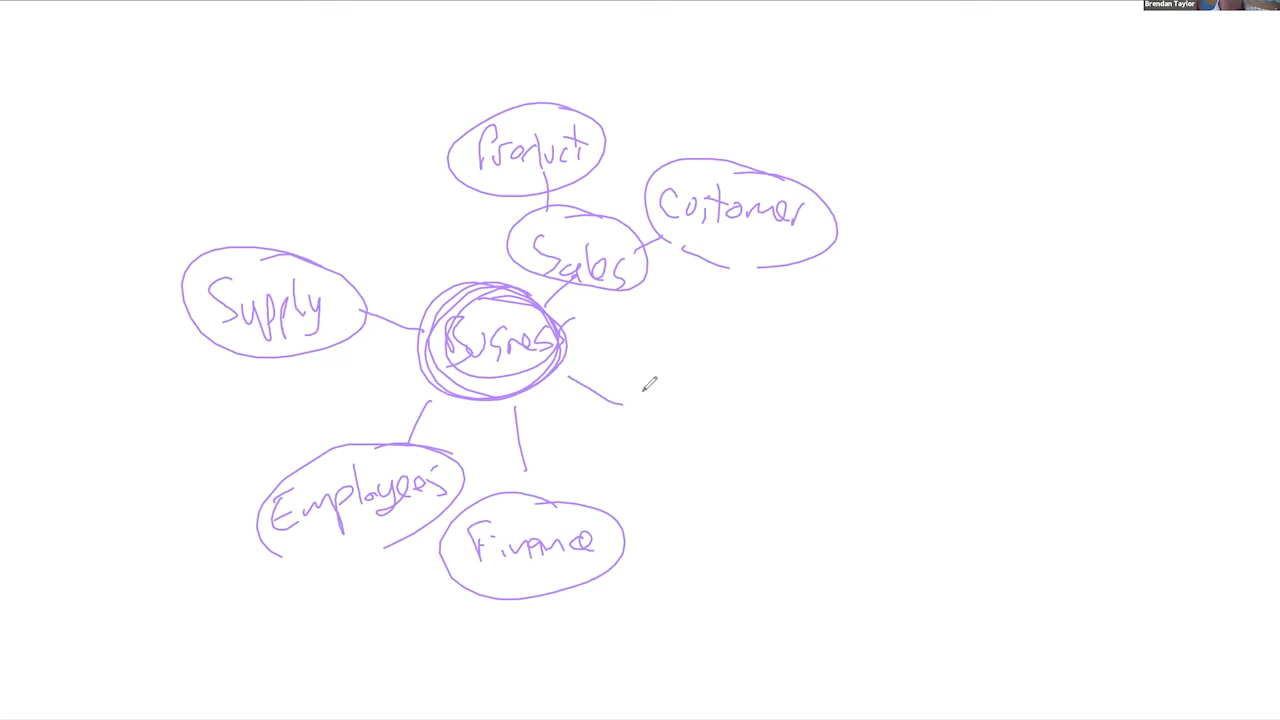 Brendan Taylor
Product
Customer
Sales
Supply
Business
Employees
Finance